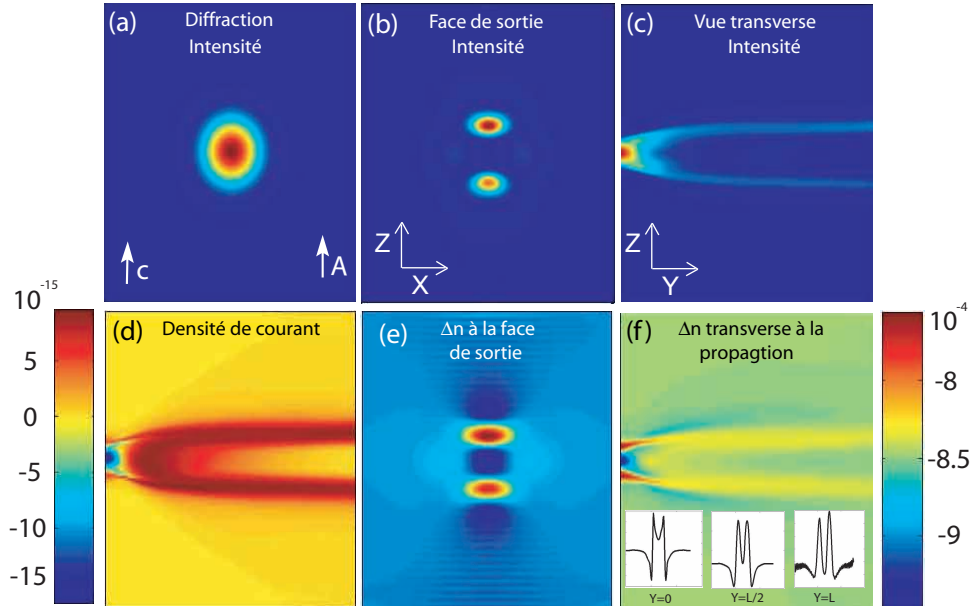 (a)
Diffraction
Intensité
c
A
(b)
Face de sortie
Intensité
Z
X
(c)
Vue transverse
Intensité
Z
Y
10-15
5
0
-5
-10
-15
(d)
Densité de courant
(e)
Δn à la face
de sortie
(f)
Δn transverse à la
propagtion
Y=0
Y=L/2
Y=L
10-4
-8
-8.5
-9